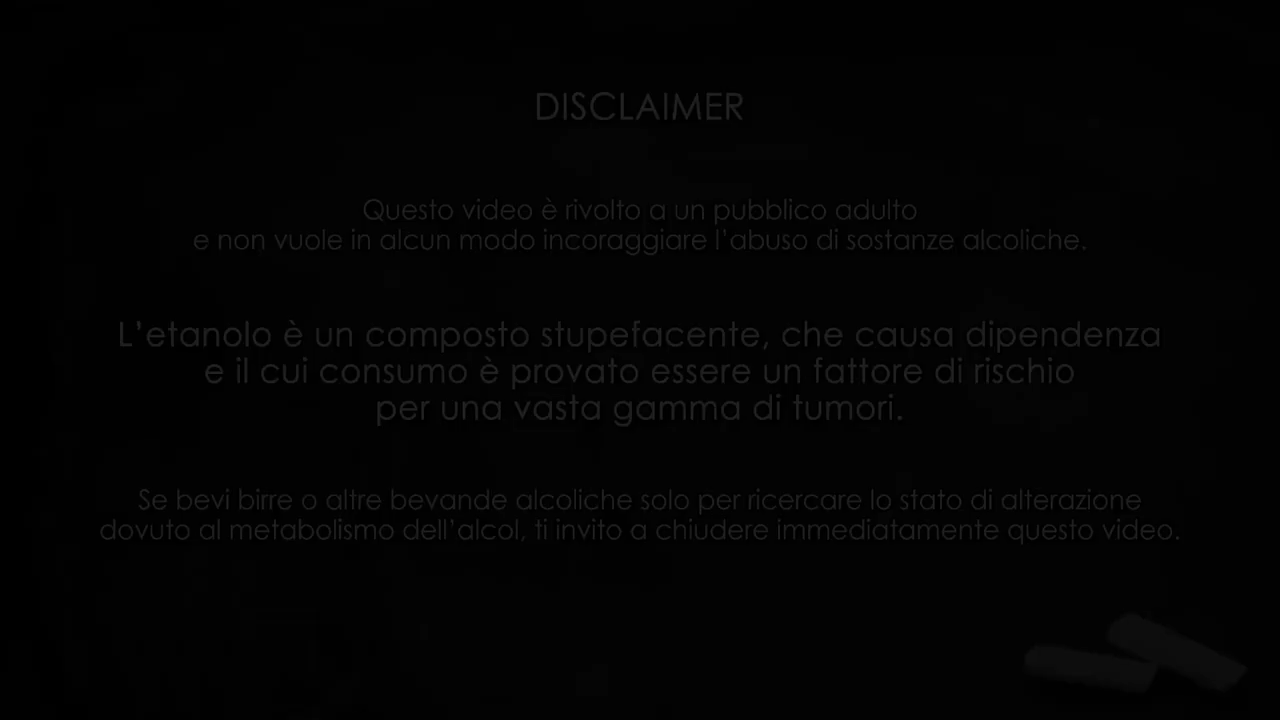 DISCLAIMER
Questo video è rivolto a un pubblico adulto
e non vuole in alcun modo incoraggiare l'abuso di sostanze alcoliche.
L'etanolo è un composto stupefacente, che causa dipendenza
e il cui consumo è provato essere un fattore di rischio
per una vasta gamma di tumori.
Se bevi birre o altre bevande alcoliche solo per ricercare lo stato di alterazione
dovuto al metabolismo dell'alcol, ti invito a chiudere immediatamente questo video.